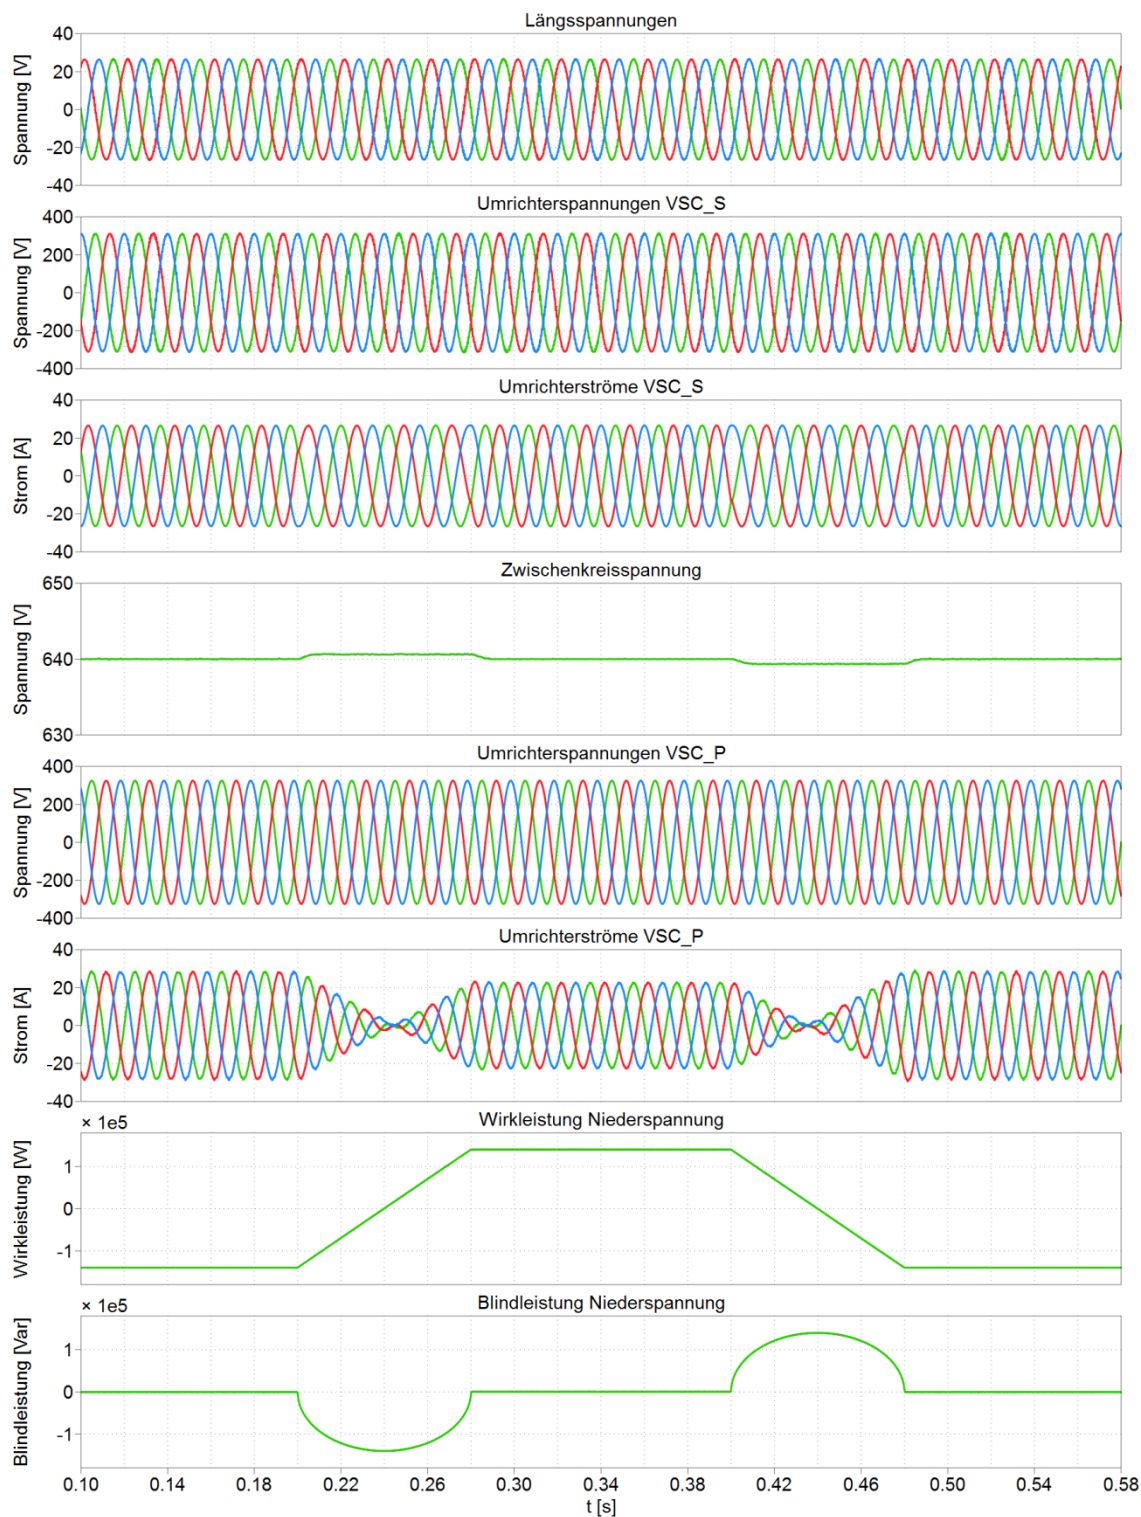 Längsspannungen
Spannung [V]
40
20
0
-20
-40
Umrichterspannungen VSC_S
Spannung [V]
400
200
0
-200
-400
Umrichterströme VSC_S
Strom [A]
40
20
0
-20
-40
Zwischenkreisspannung
Spannung [V]
650
640
630
Umrichterspannungen VSC_P
Spannung [V]
400
200
0
-200
-400
Umrichterströme VSC_P
Strom [A]
40
20
0
-20
-40
× 1e5
Wirkleistung Niederspannung
Wirkleistung [W]
1
0
-1
× 1e5
Blindleistung Niederspannung
Blindleistung [Var]
1
0
-1
0.10 0.14 0.18 0.22 0.26 0.30 0.34 0.38 0.42 0.46 0.50 0.54 0.58
t [s]